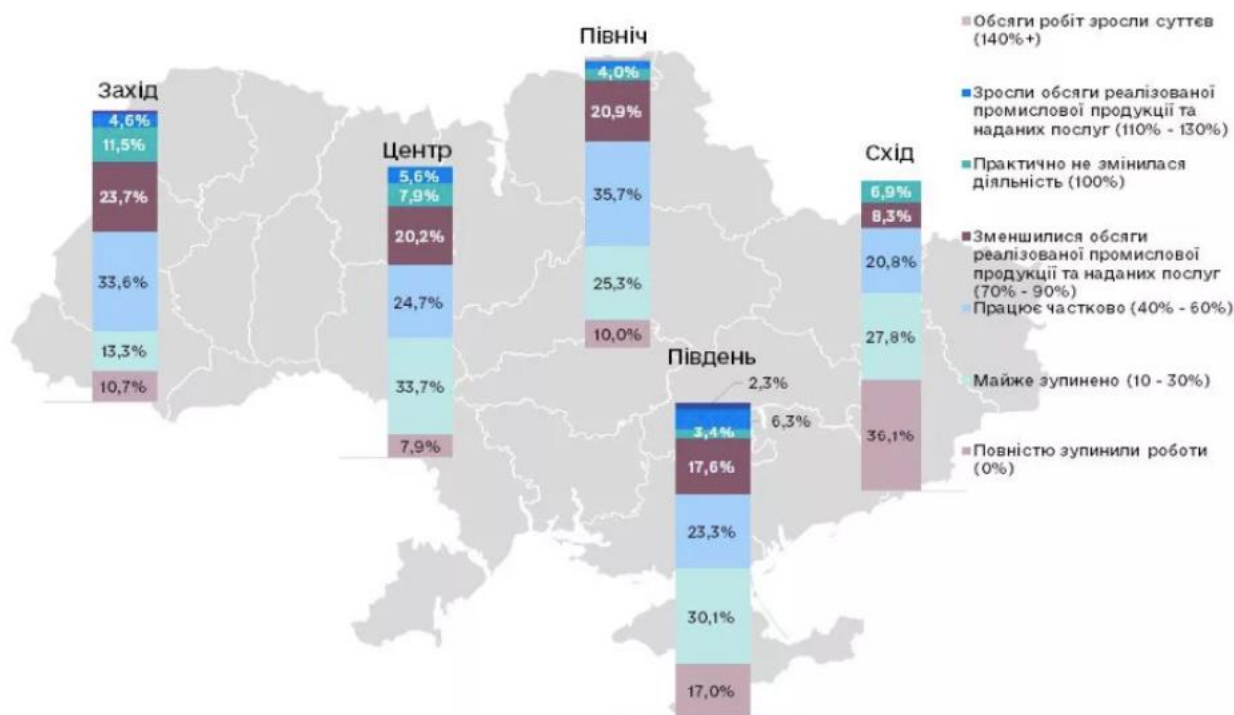 Північ
4,0%
20,9%
35,7%
25,3%
10,0%
Захід
4,6%
11,5%
23,7%
33,6%
13,3%
10,7%
Центр
5,6%
7,9%
20,2%
24,7%
33,7%
7,9%
Південь
2,3%
6,3%
3,4%
17,6%
23,3%
30,1%
17,0%
Схід
6,9%
8,3%
20,8%
27,8%
36,1%
Обсяги робіт зросли суттєв
(140%+)
Зросли обсяги реалізованої
промислової продукції та
наданих послуг (110% - 130%)
Практично не змінилася
діяльність (100%)
Зменшилися обсяги
реалізованої промислової
продукції та наданих послуг
(70% - 90%)
Працює частково (40% - 60%)
Майже зупинено (10 - 30%)
Повністю зупинили роботи
(0%)